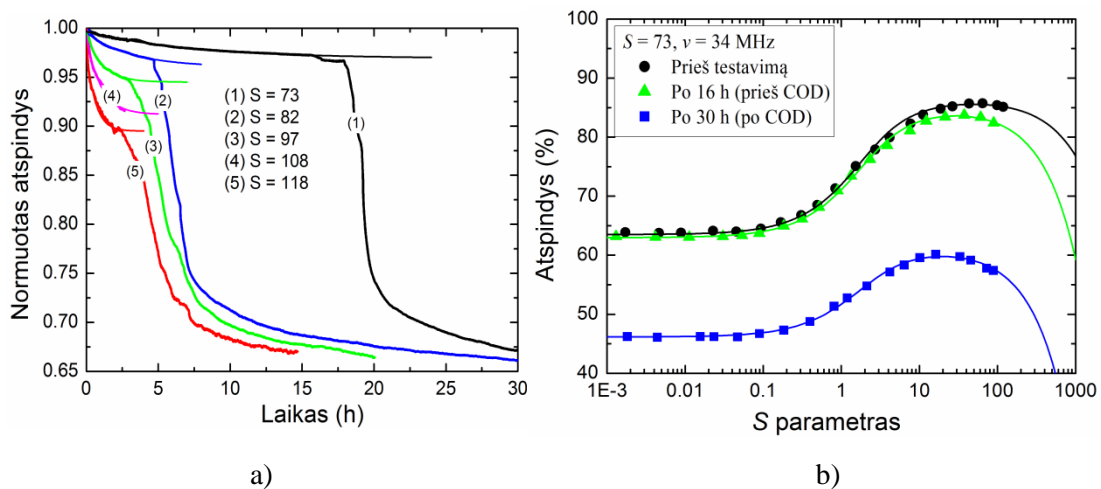 1.00
0.95
0.90
0.85
0.80
0.75
0.70
0.65
Normuotas atspindys
0
5
10
15
20
25
30
Laikas (h)
(1) S = 73
(2) S = 82
(3) S = 97
(4) S = 108
(5) S = 118
(4)
(2)
(3)
(5)
(1)
a)
100
90
80
70
60
50
40
Atspindys (%)
1E-3
0.01
0.1
1
10
100
1000
S parametras
S = 73, ν = 34 MHz
Prieš testavimą
Po 16 h (prieš COD)
Po 30 h (po COD)
b)